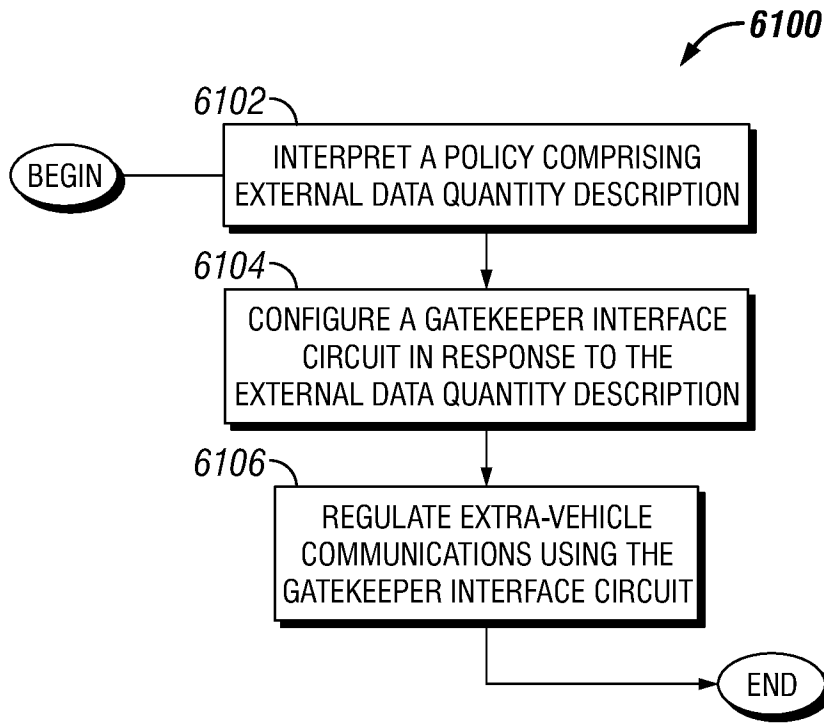 6100
6102
BEGIN
INTERPRET A POLICY COMPRISING
EXTERNAL DATA QUANTITY DESCRIPTION
6104
CONFIGURE A GATEKEEPER INTERFACE
CIRCUIT IN RESPONSE TO THE
EXTERNAL DATA QUANTITY DESCRIPTION
6106
REGULATE EXTRA-VEHICLE
COMMUNICATIONS USING THE
GATEKEEPER INTERFACE CIRCUIT
END